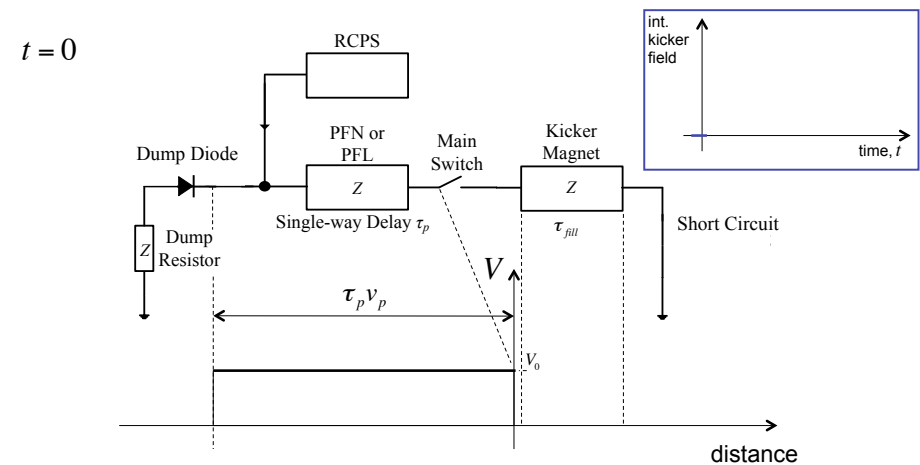 t = 0
RCPS
int.
kicker
field
time, t
PFN or
PFL
Main
Switch
Kicker
Magnet
Dump Diode
Z
Z
Single-way Delay τp
τfill
Short Circuit
Z
Dump
Resistor
V
τpvp
V0
distance